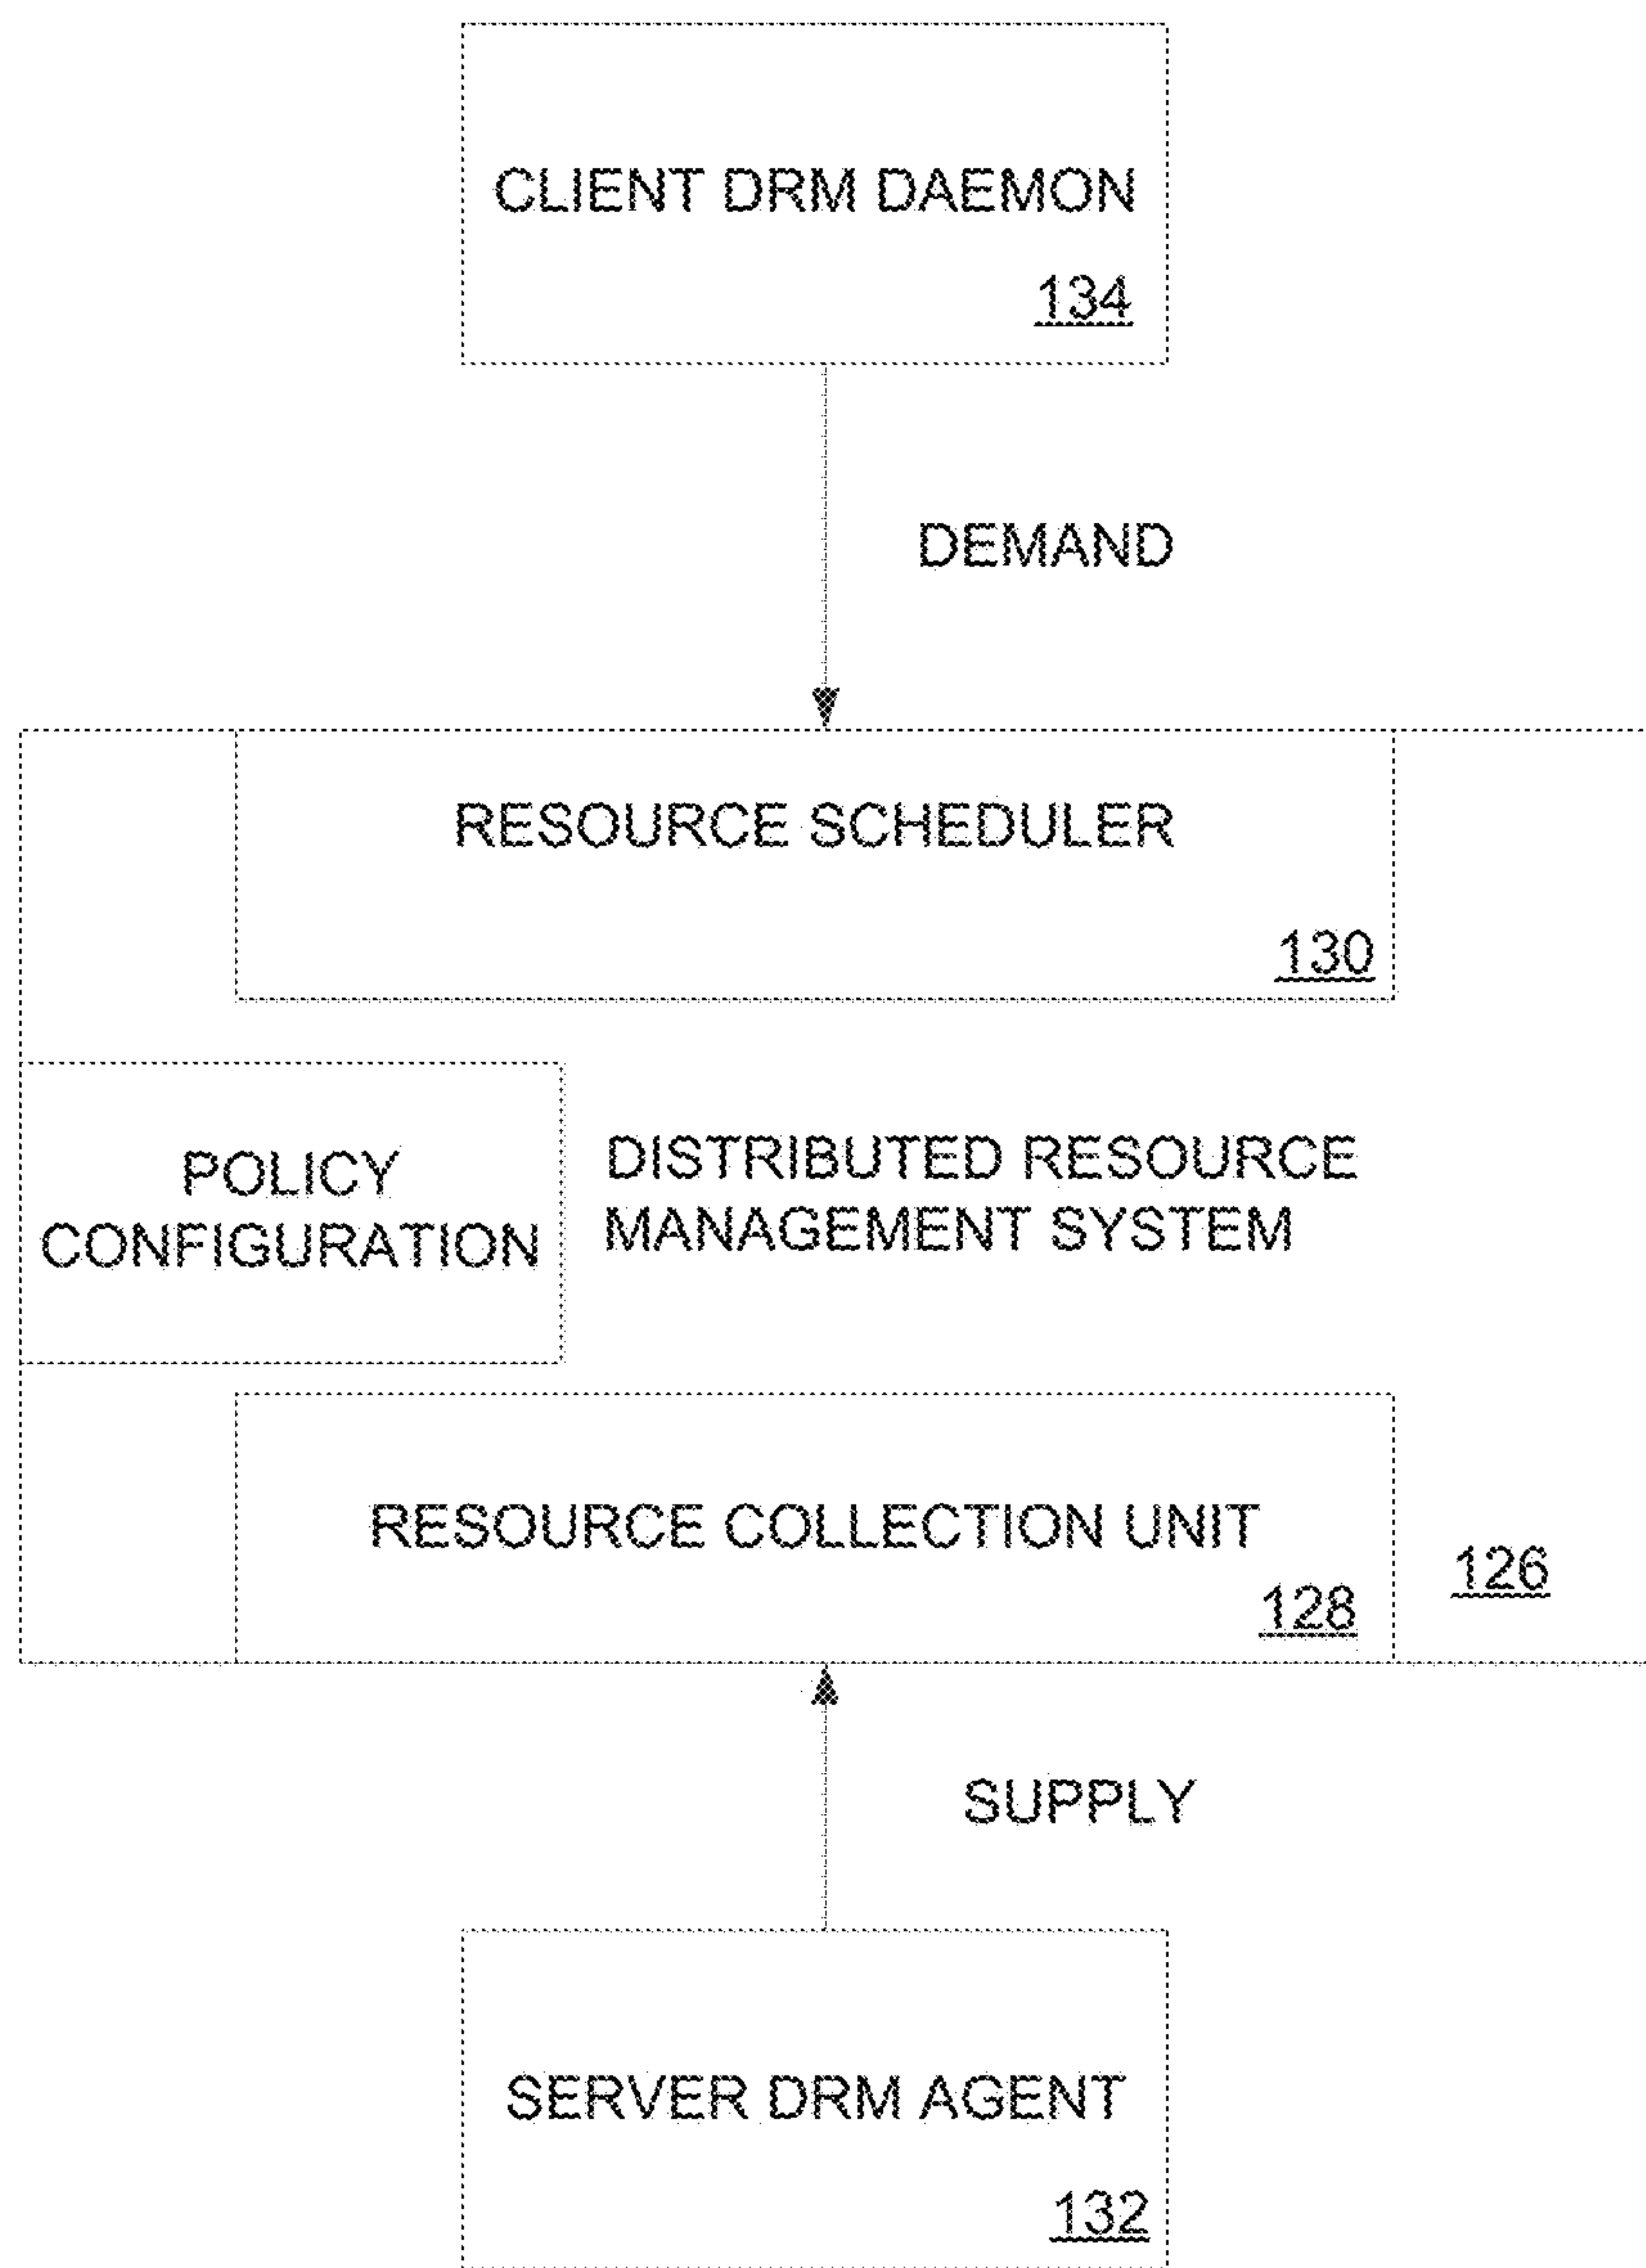 CLIENT DRM DAEMON
134
DEMAND
RESOURCE SCHEDULER
130
POLICY
CONFIGURATION
DISTRIBUTED RESOURCE
MANAGEMENT SYSTEM
RESOURCE COLLECTION UNIT
128
126
SUPPLY
SERVER DRM AGENT
132